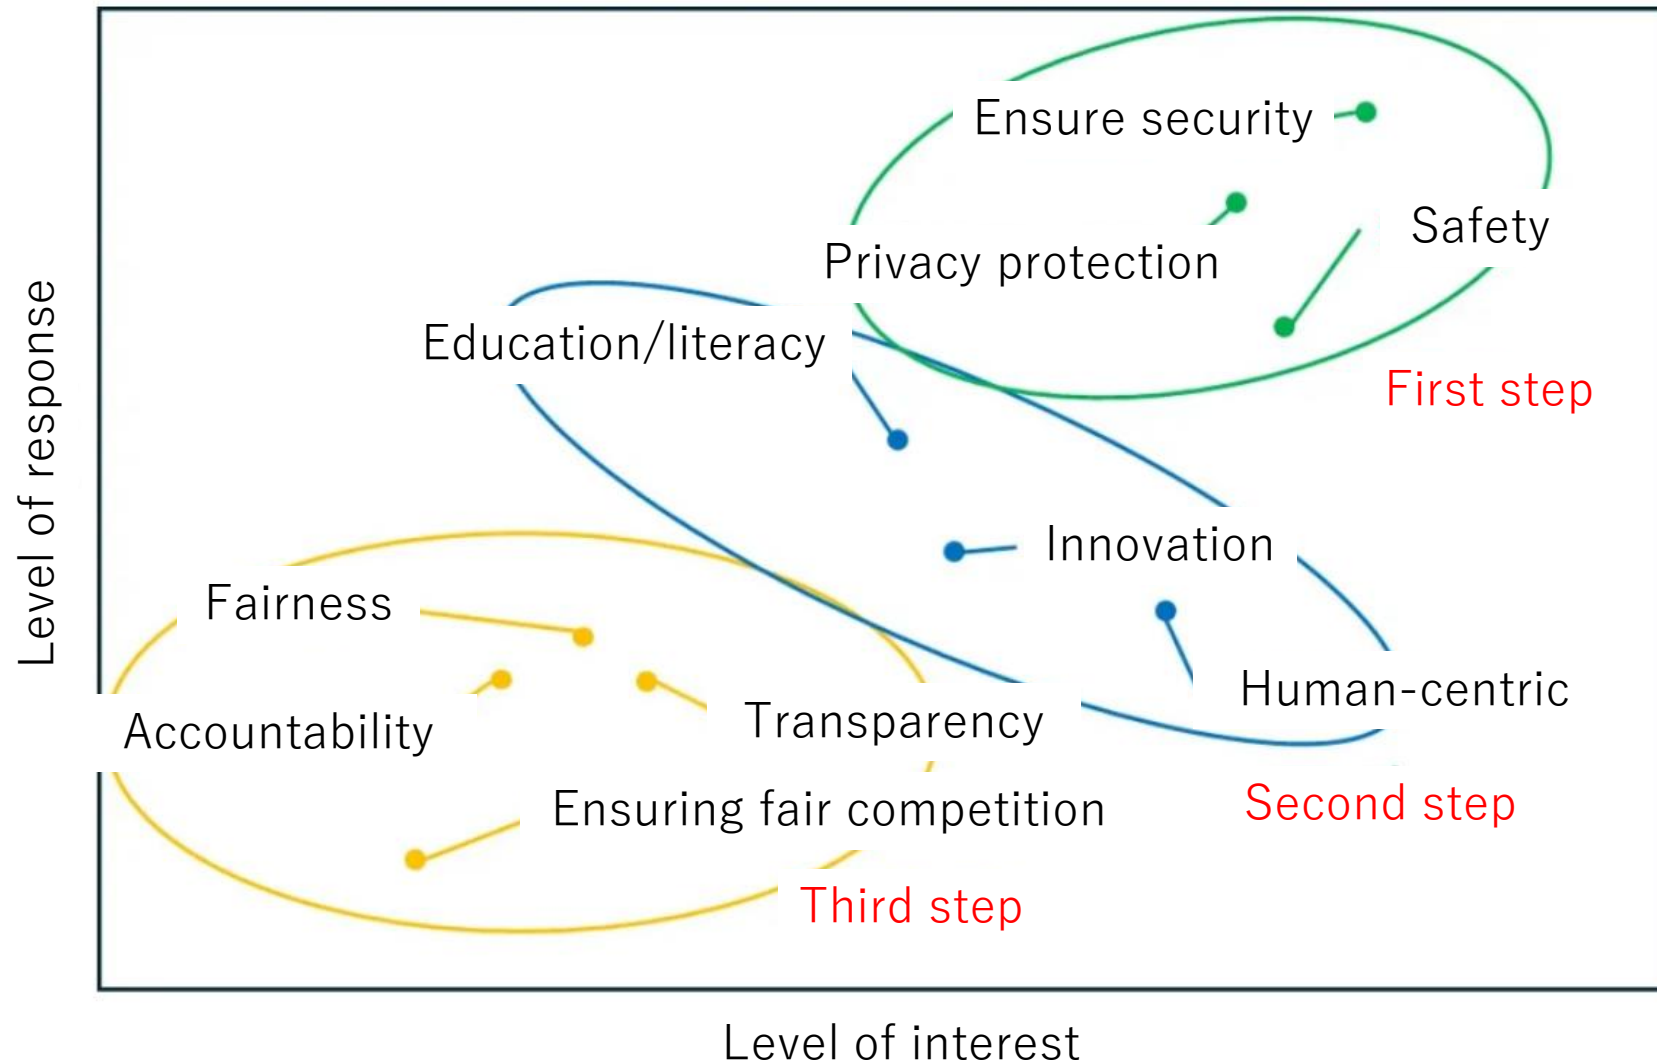 Ensure security
Safety
Privacy protection
Education/literacy
First step
Innovation
Fairness
Human-centric
Accountability
Transparency
Ensuring fair competition
Second step
Third step
Level of response
Level of interest